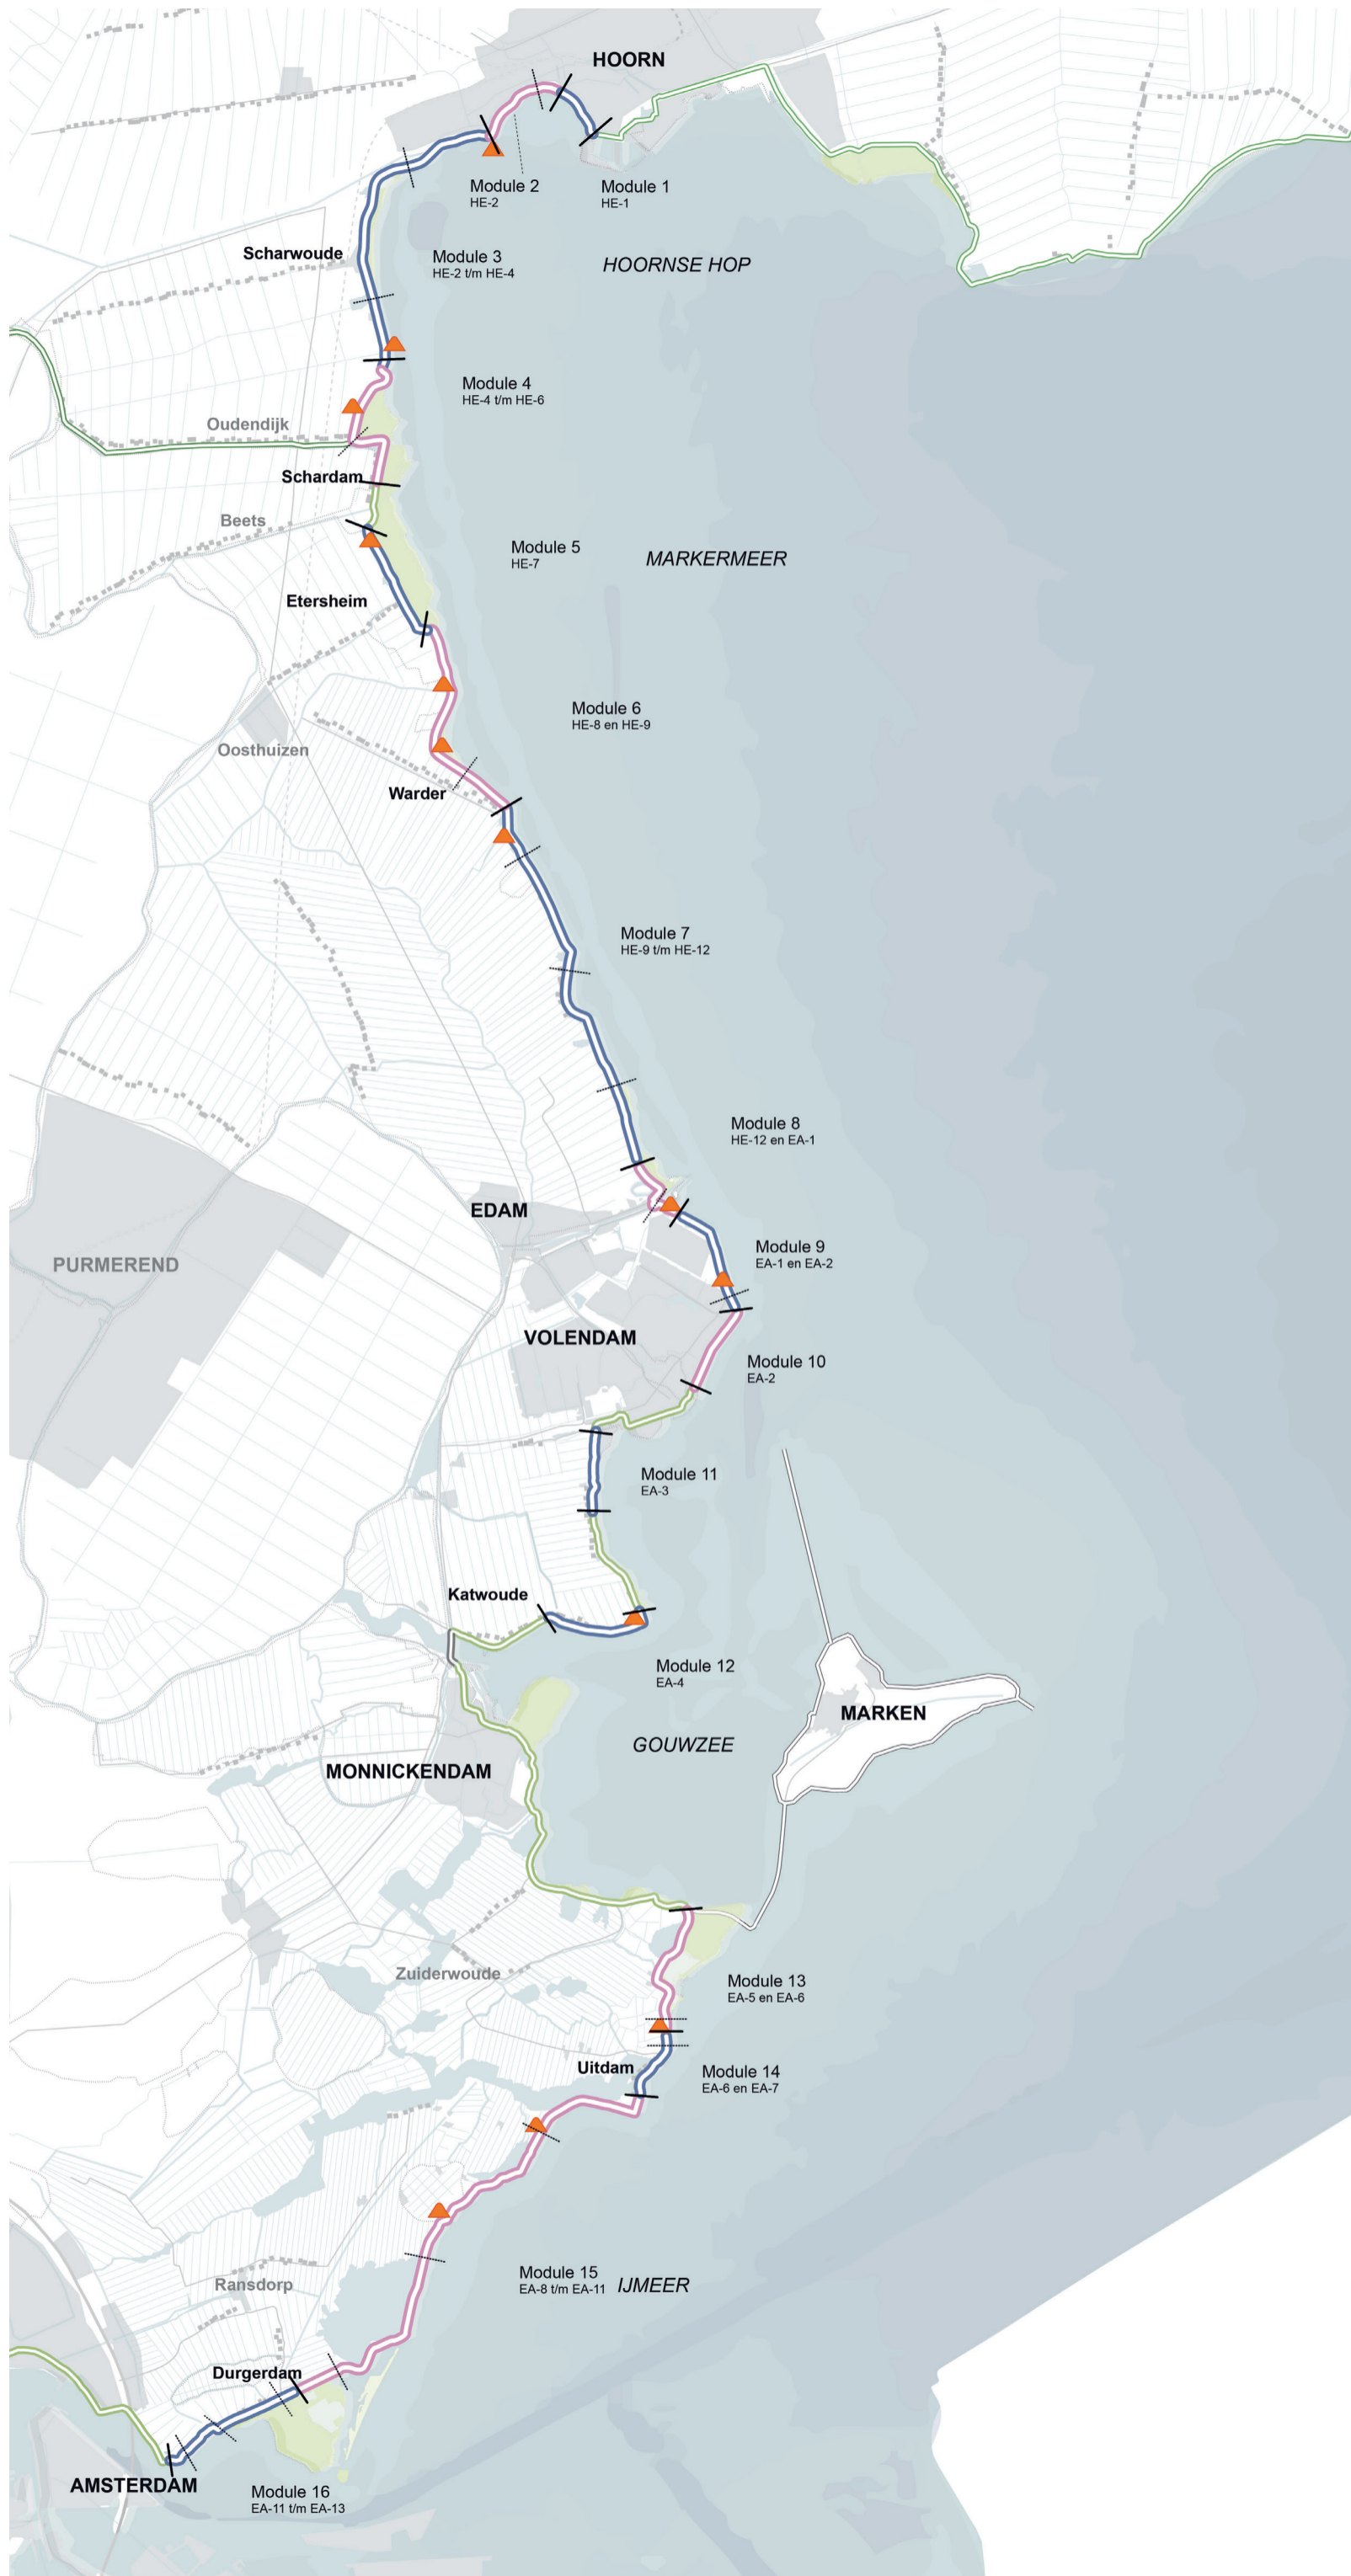 HOORN
Module 2
HE-2
Module 1
HE-1
Scharwoude
Module 3
HE-2 t/m HE-4
HOORNSE HOP
Module 4
HE-4 t/m HE-6
Oudendijk
Schardam
Beets
Module 5
HE-7
MARKERMEER
Etersheim
Module 6
HE-8 en HE-9
Oosthuizen
Warder
Module 7
HE-9 t/m HE-12
Module 8
HE-12 en EA-1
EDAM
Module 9
EA-1 en EA-2
PURMEREND
VOLENDAM
Module 10
EA-2
Module 11
EA-3
Katwoude
Module 12
EA-4
MARKEN
GOUWZEE
MONNICKENDAM
Zuiderwoude
Module 13
EA-5 en EA-6
Uitdam
Module 14
EA-6 en EA-7
Module 15
EA-8 t/m EA-11
IJMEER
Ransdorp
Durgerdam
AMSTERDAM
Module 16
EA-11 t/m EA-13